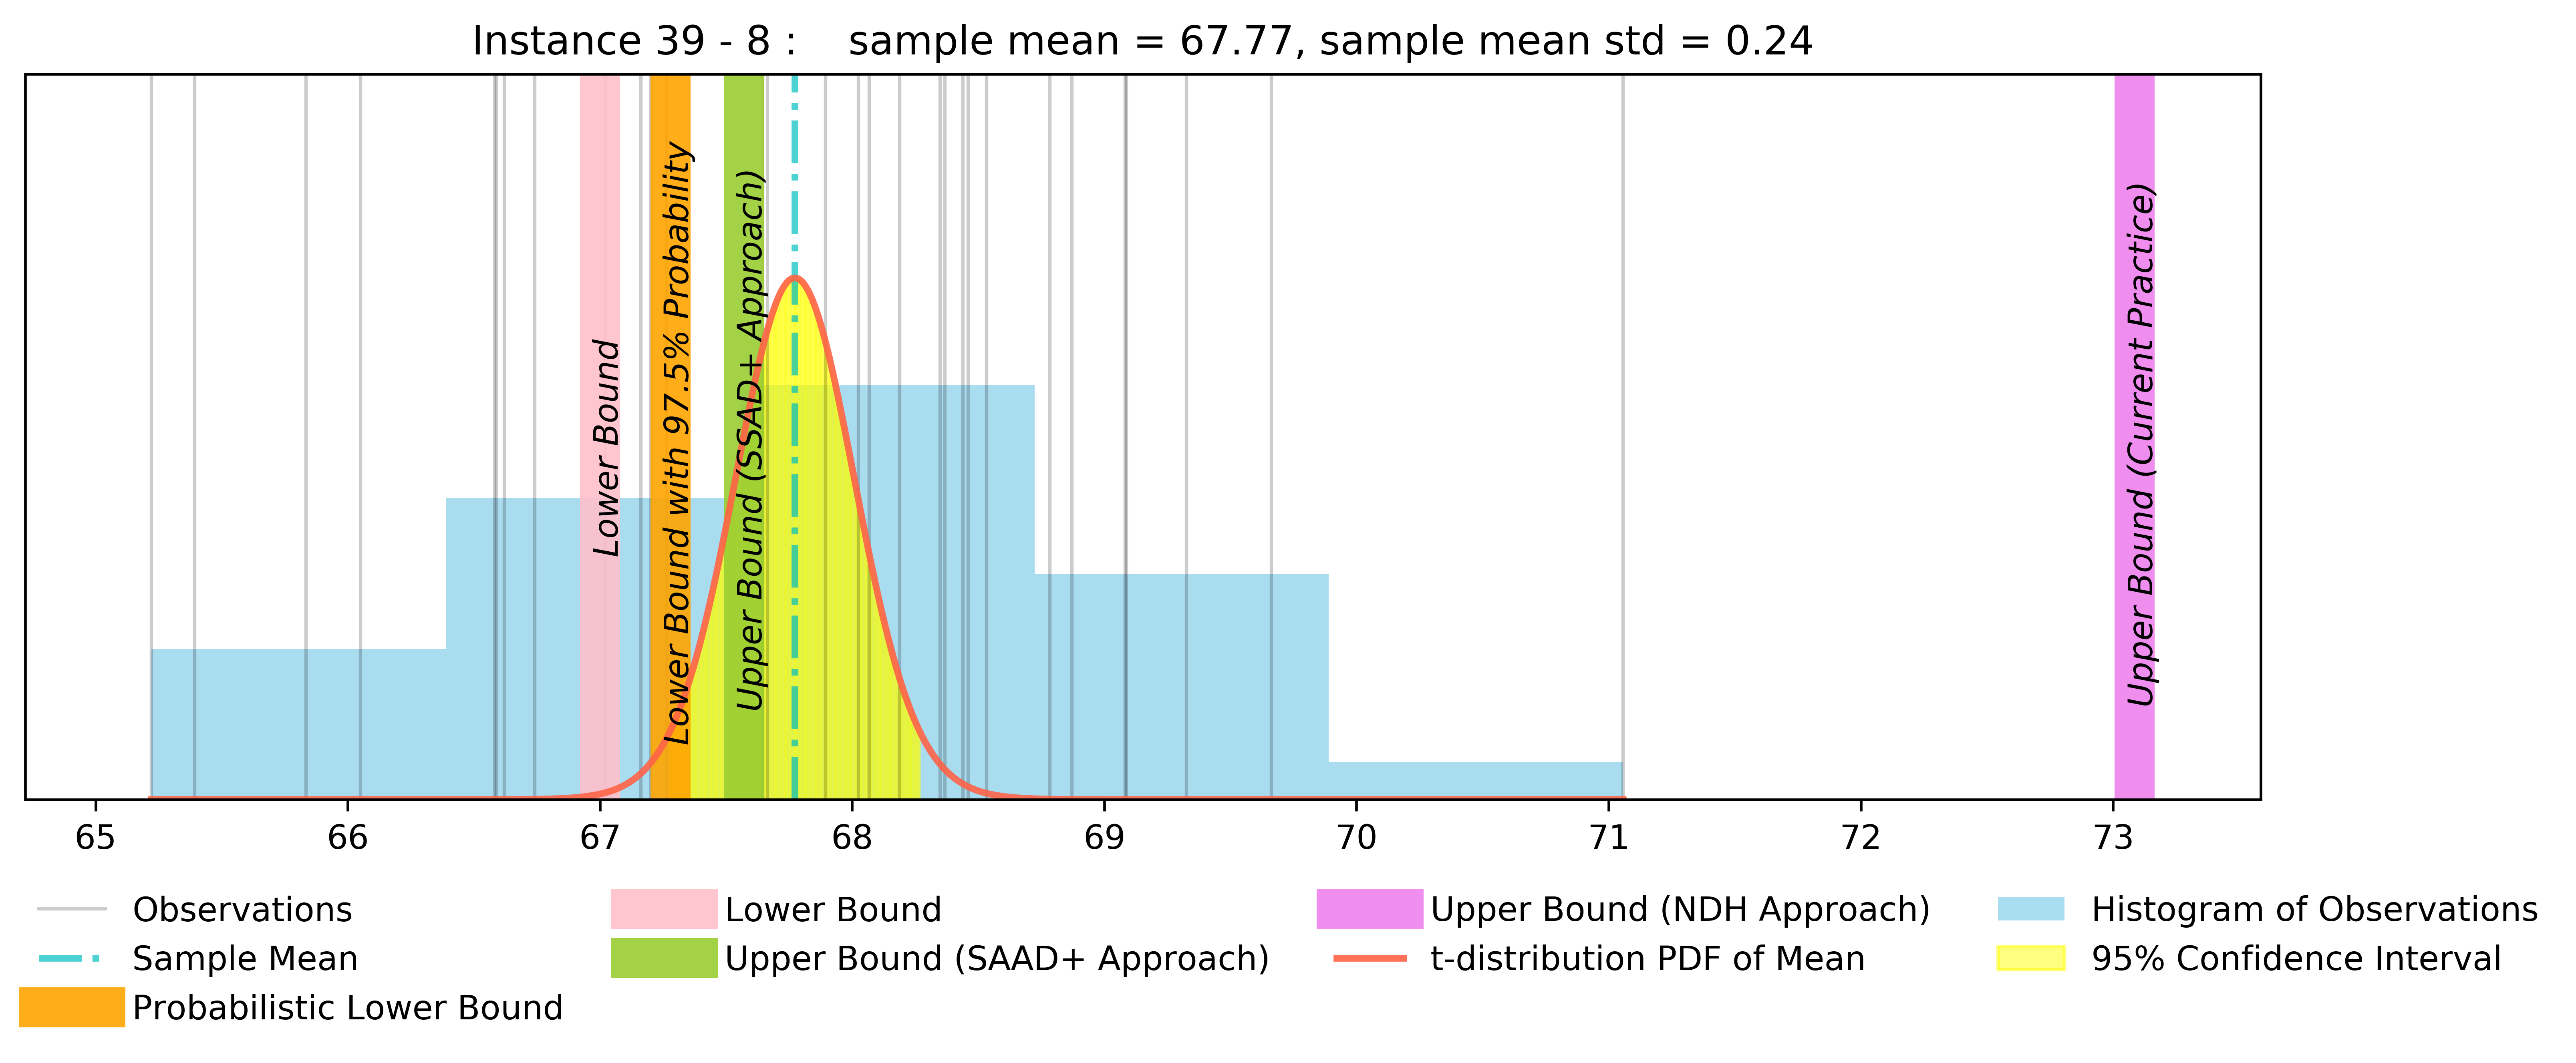 Instance 39 - 8 :    sample mean = 67.77, sample mean std = 0.24
Lower Bound
Lower Bound with 97.5% Probability
Upper Bound (SSAD+ Approach)
Upper Bound (Current Practice)
65 66 67 68 69 70 71 72 73
Observations Lower Bound Upper Bound (NDH Approach) Histogram of Observations
Sample Mean Upper Bound (SAAD+ Approach) t-distribution PDF of Mean 95% Confidence Interval
Probabilistic Lower Bound